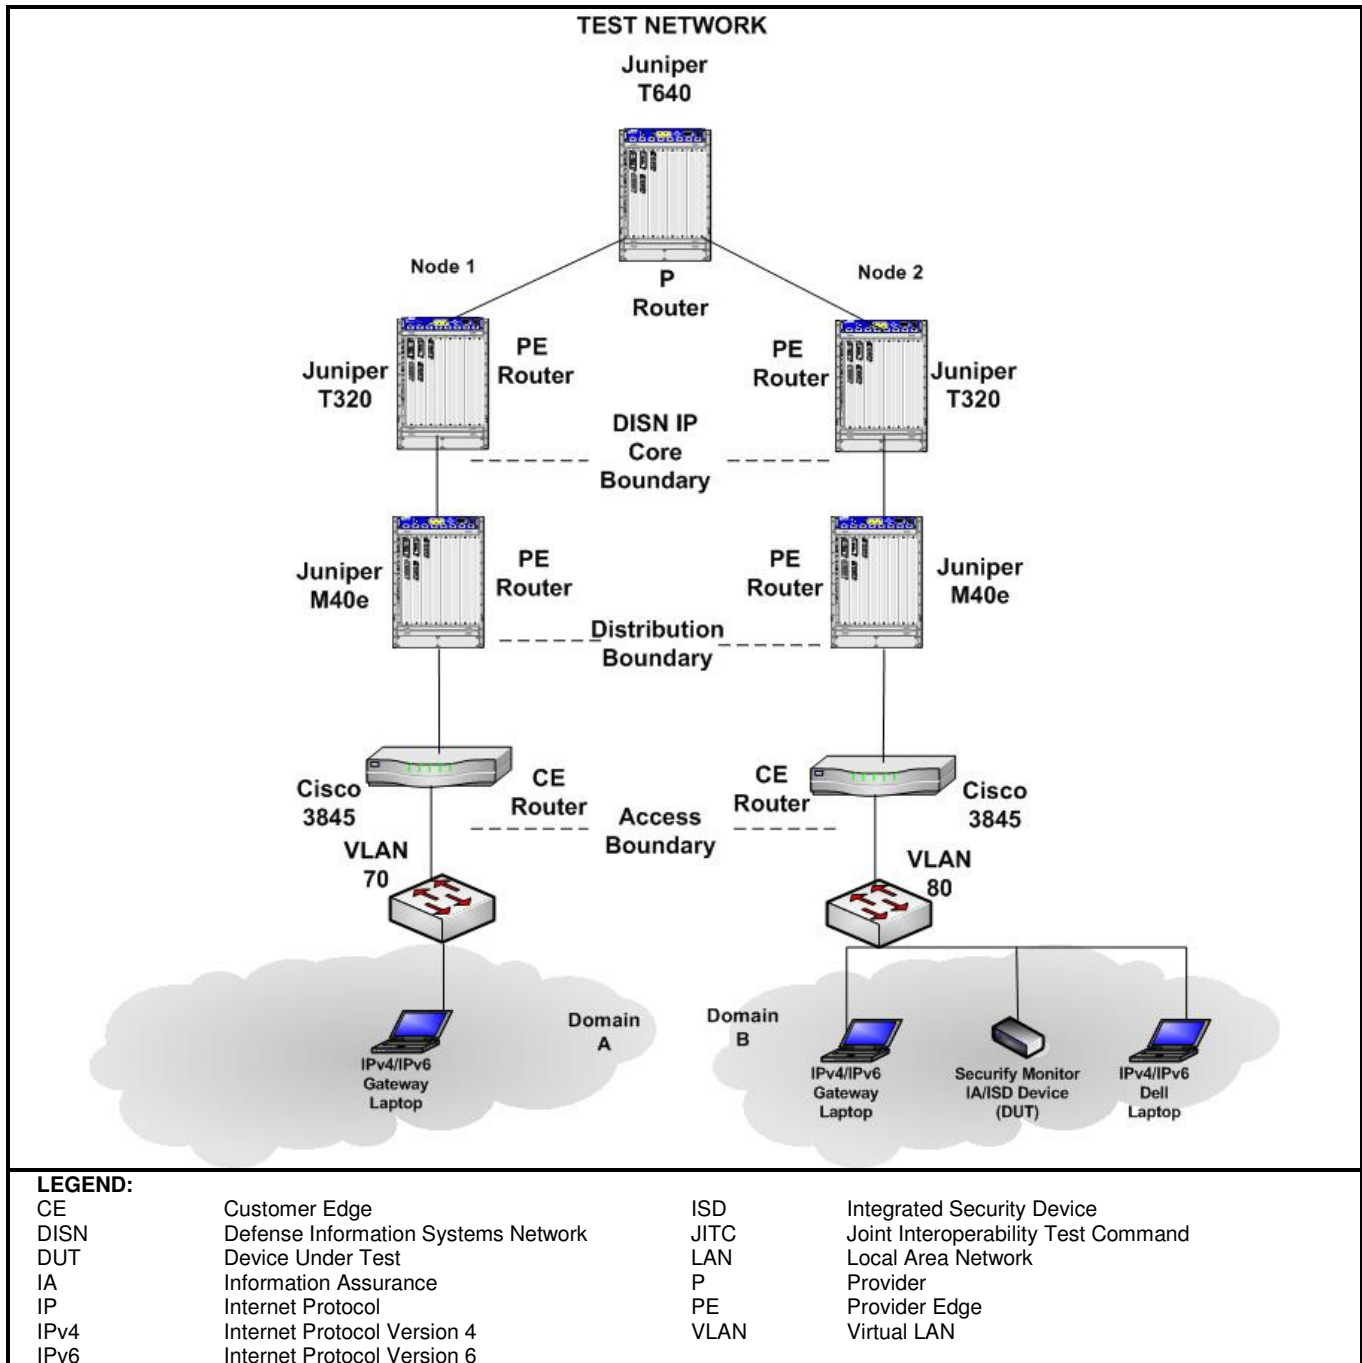 TEST NETWORK
Juniper
T640
Node 1
Node 2
P
Router
Juniper
T320
PE
Router
PE
Router
Juniper
T320
DISN IP
Core
Boundary
Juniper
M40e
PE
Router
PE
Router
Juniper
M40e
Distribution
Boundary
Cisco
3845
CE
Router
CE
Router
Cisco
3845
Access
Boundary
VLAN
70
VLAN
80
Domain
A
Domain
B
IPv4/IPv6
Gateway
Laptop
IPv4/IPv6
Gateway
Laptop
Securify Monitor
IA/ISD Device
(DUT)
IPv4/IPv6
Dell
Laptop
LEGEND:
CE Customer Edge ISD Integrated Security Device
DISN Defense Information Systems Network JITC Joint Interoperability Test Command
DUT Device Under Test LAN Local Area Network
IA Information Assurance P Provider
IP Internet Protocol PE Provider Edge
IPv4 Internet Protocol Version 4 VLAN Virtual LAN
IPv6 Internet Protocol Version 6